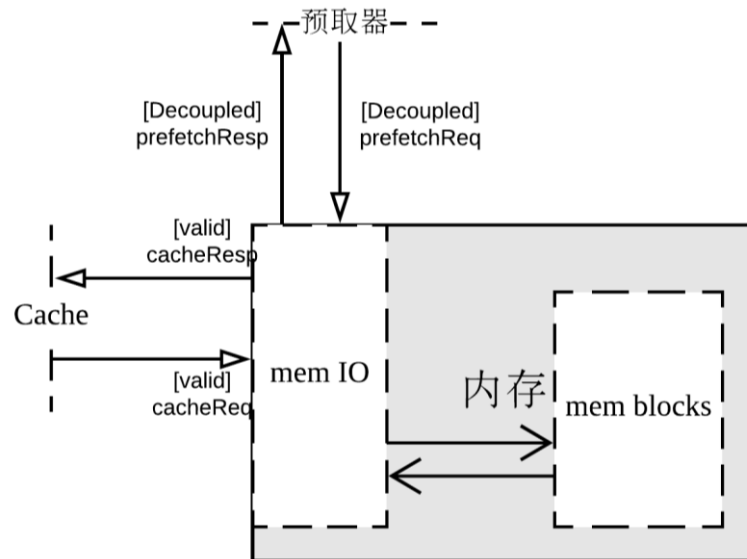 预取器
[Decoupled]
prefetchResp
[Decoupled]
prefetchReq
[valid]
cacheResp
Cache
[valid]
cacheReq
mem IO
内存
mem blocks